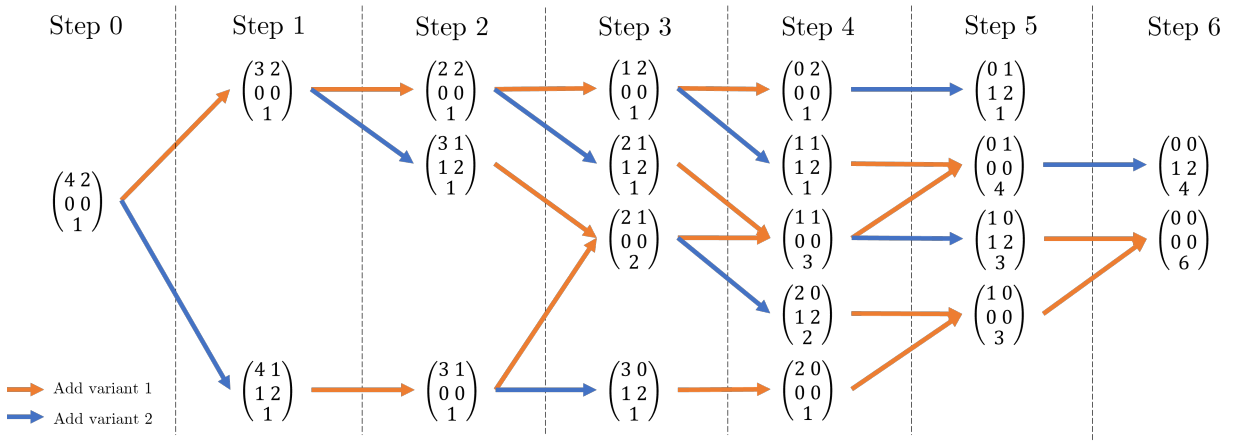 Step 0 Step 1 Step 2 Step 3 Step 4 Step 5 Step 6
3 2 2 2 1 2 0 2 0 1
0 0 0 0 0 0 0 0 1 2
1 1 1 1 1
3 1 2 1 1 1 0 1 0 0
1 2 1 2 1 2 0 0 1 2
1 1 1 4 4
4 2
0 0
1
2 1 1 1 1 0 0 0
0 0 0 0 1 2 0 0
2 3 3 6
2 0 1 0
1 2 0 0
2 3
4 1 3 1 3 0 2 0
1 2 0 0 1 2 0 0
1 1 1 1
Add variant 1
Add variant 2